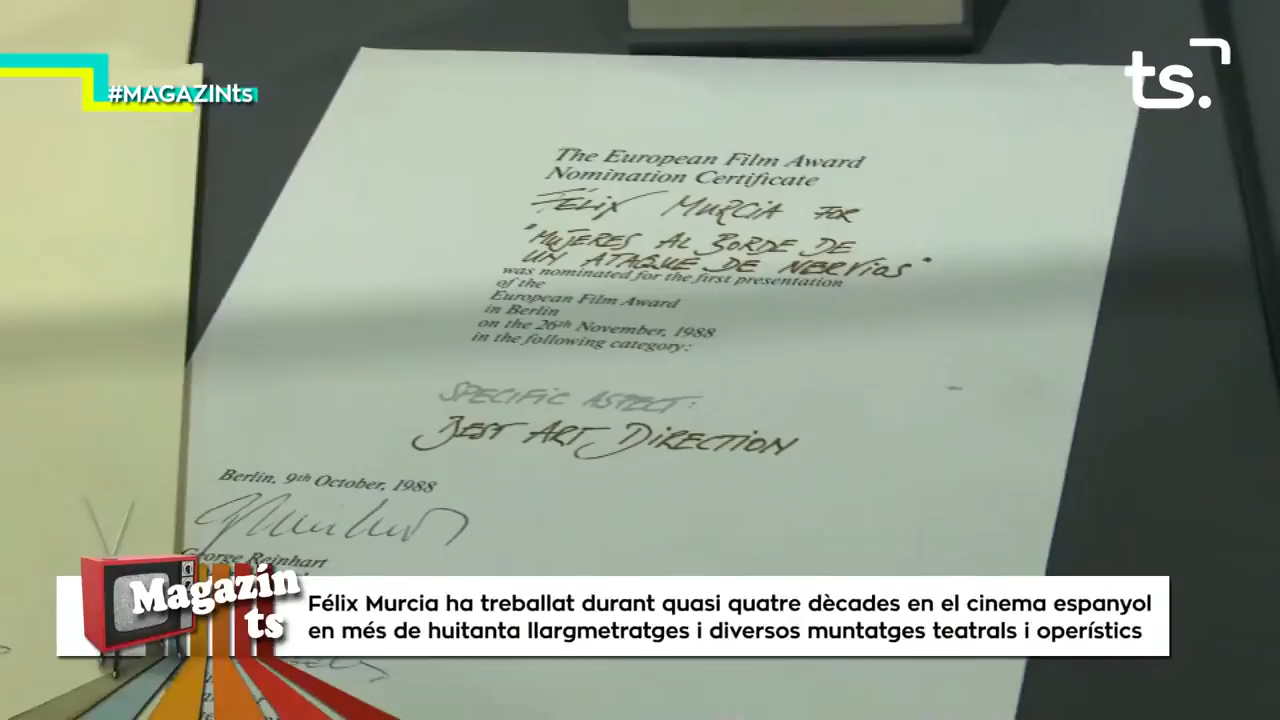 #MAGAZINts
ts.
The European Film Award
Nomination Certificate
FÉLIX MURCIA FOR
"MUJERES AL BORDE DE
UN ATAQUE DE NERVIOS"
was nominated for the first presentation
of the
European Film Award
in Berlin
on the 26th November, 1988
in the following category:
SPECIFIC ASPECT:
BEST ART DIRECTION
Berlin, 9th October, 1988
George Reinhart
Magazín
ts
Félix Murcia ha treballat durant quasi quatre dècades en el cinema espanyol
en més de huitanta llargmetratges i diversos muntatges teatrals i operístics